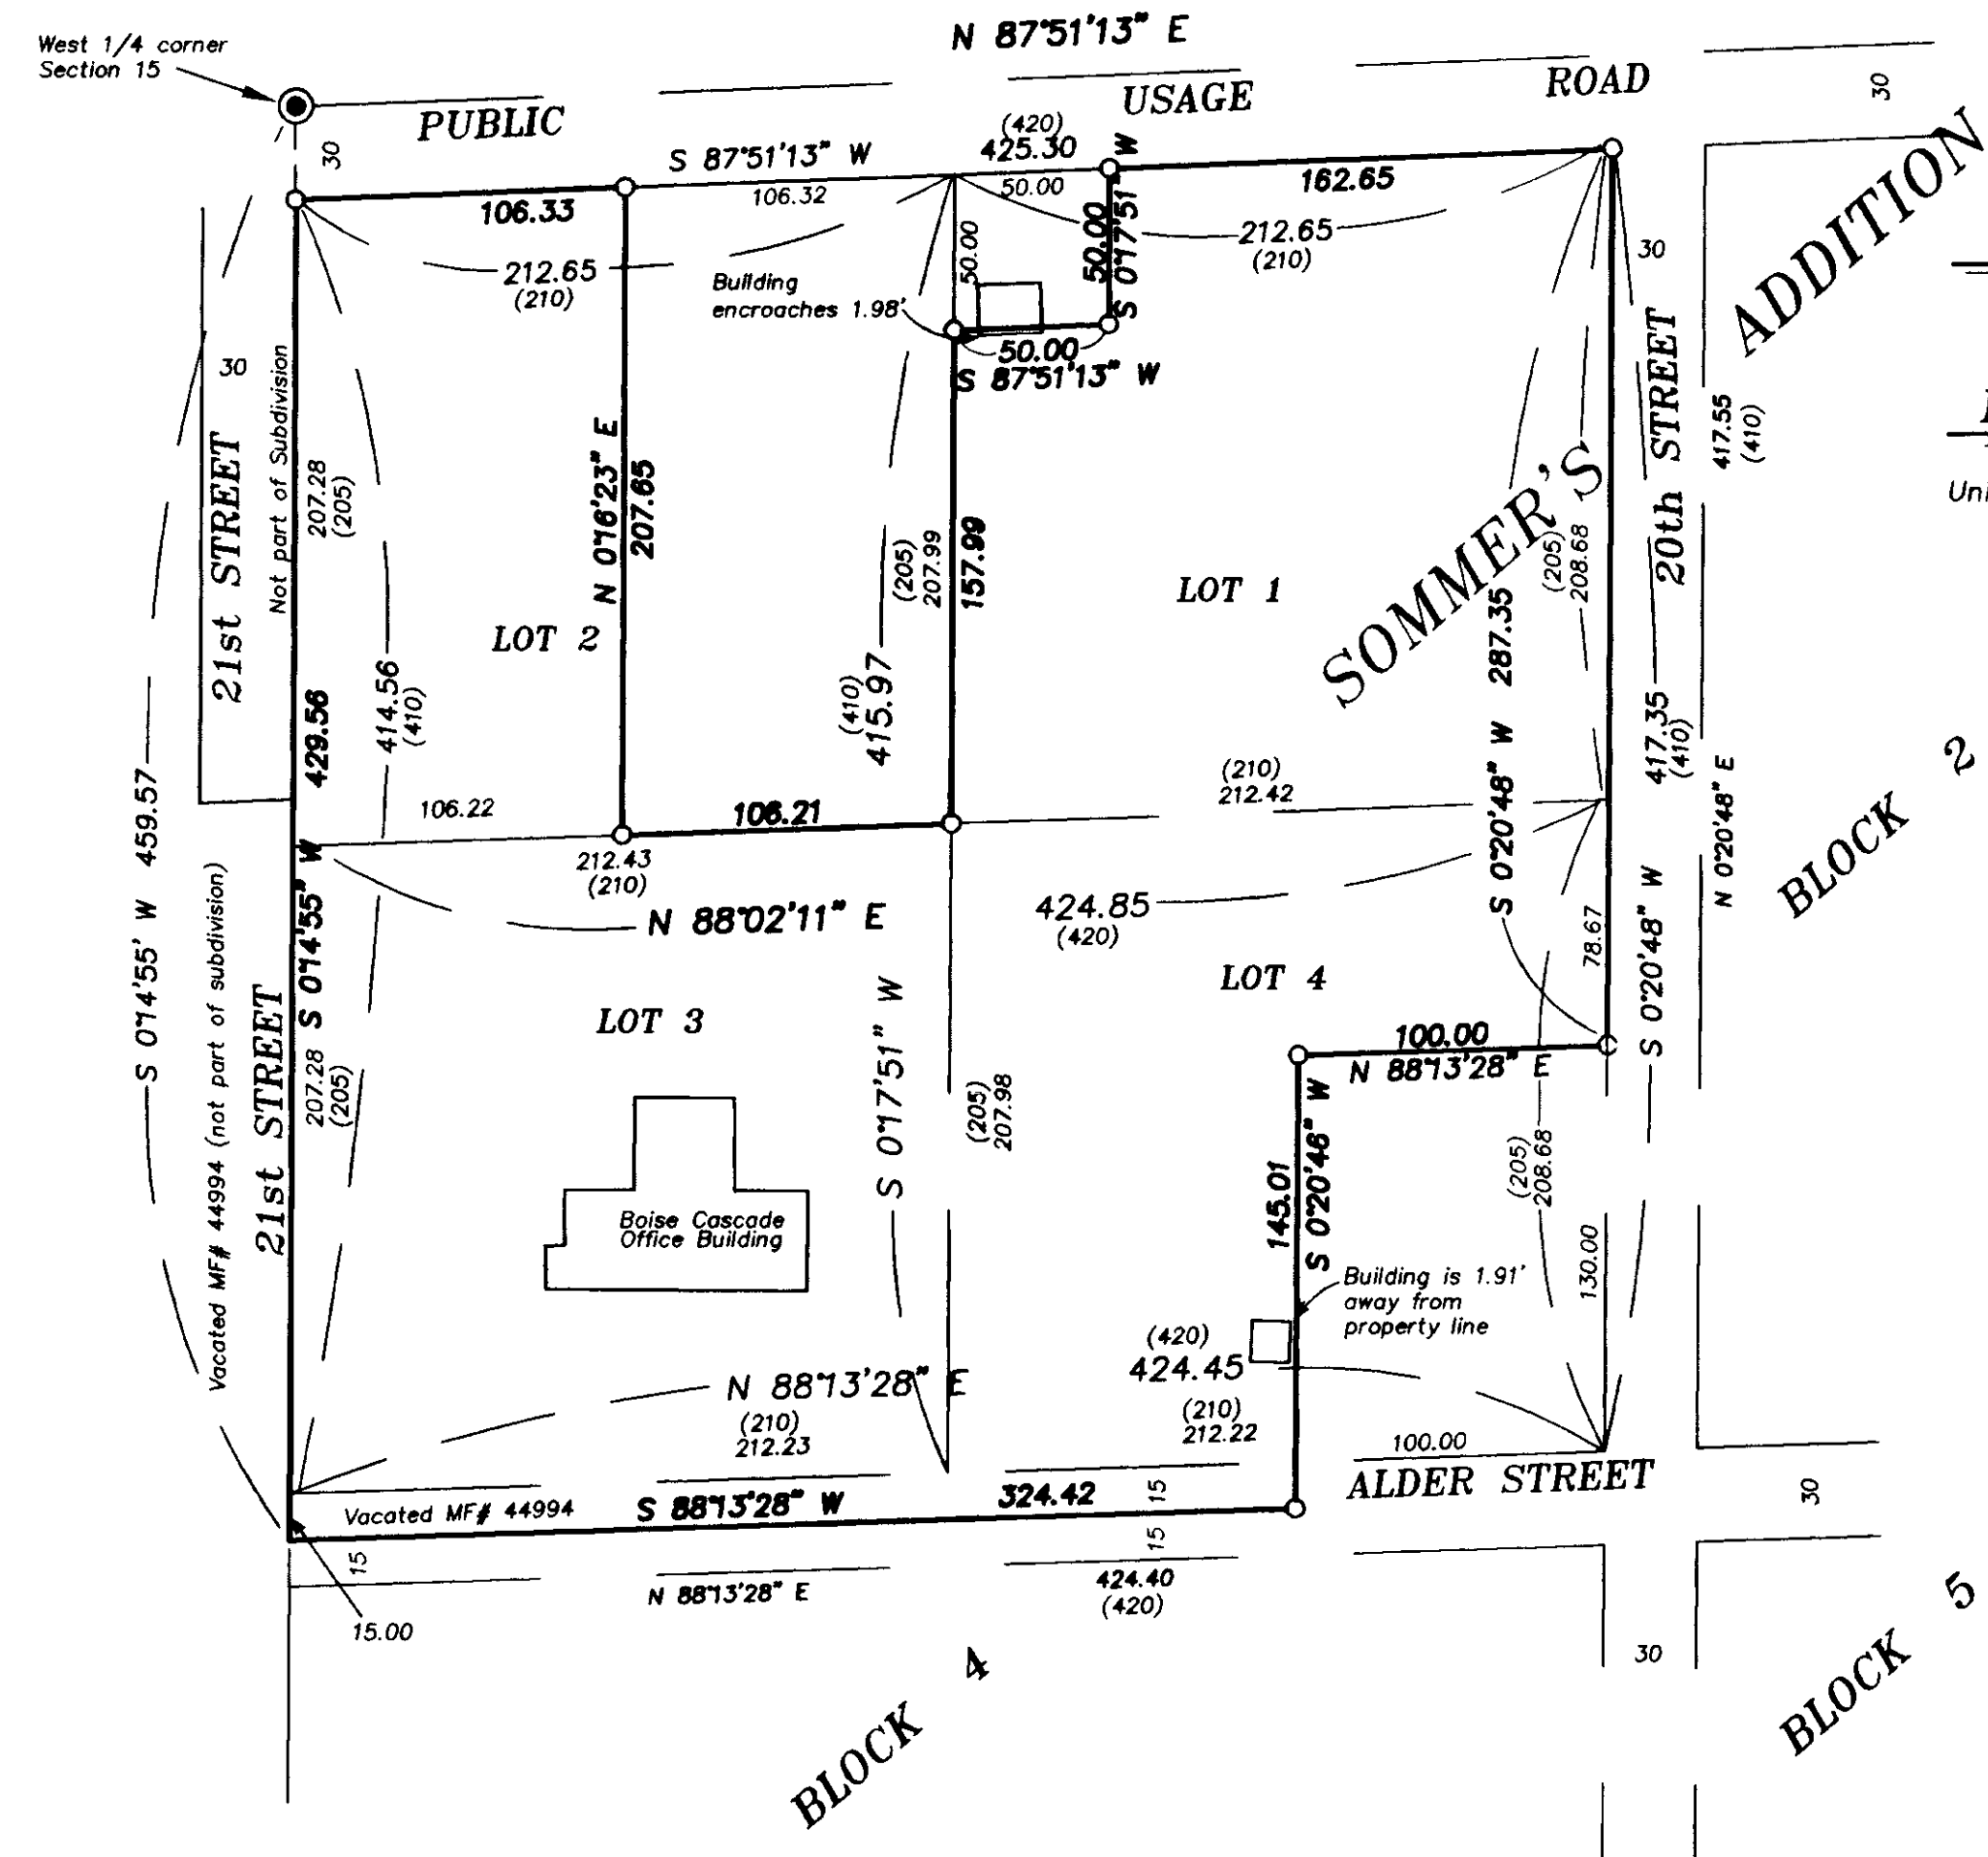 N 87°51'13" E
West 1/4 corner
Section 15
PUBLIC
USAGE
ROAD
30
30
S 87°51'13" W
(420)
425.30
106.33
106.32
50.00
162.65
212.65
(210)
Building
encroaches 1.98'
50.00
50.00
S 0°17'51" W
212.65
(210)
50.00
S 87°51'13" W
30
ADDITION
30
21st STREET
Not part of Subdivision
207.28
(205)
N 0°16'23" E
207.65
(205)
207.99
157.99
LOT 1
LOT 2
SOMMER'S
(205)
208.68
20th STREET
417.55
(410)
Uni
S 0°14'55' W 459.57
429.56
414.56
(410)
(410)
415.97
S 0°20'48" W 287.35
417.35
(410)
N 0°20'48" E
BLOCK 2
106.22
106.21
(210)
212.42
212.43
(210)
N 88°02'11" E
424.85
(420)
78.67
S 0°20'48" W
S 0°14'55" W
Vacated MF# 44994 (not part of subdivision)
21st STREET
207.28
(205)
LOT 3
LOT 4
S 0°17'51" W
(205)
207.98
100.00
N 88°13'28" E
145.01
S 0°20'46" W
(205)
208.68
130.00
Boise Cascade
Office Building
Building is 1.91'
away from
property line
(420)
424.45
N 88°13'28" E
(210)
212.23
(210)
212.22
100.00
ALDER STREET
Vacated MF# 44994
S 88°13'28" W
324.42
15
15
15
30
N 88°13'28" E
424.40
(420)
15.00
30
BLOCK 4
BLOCK 5